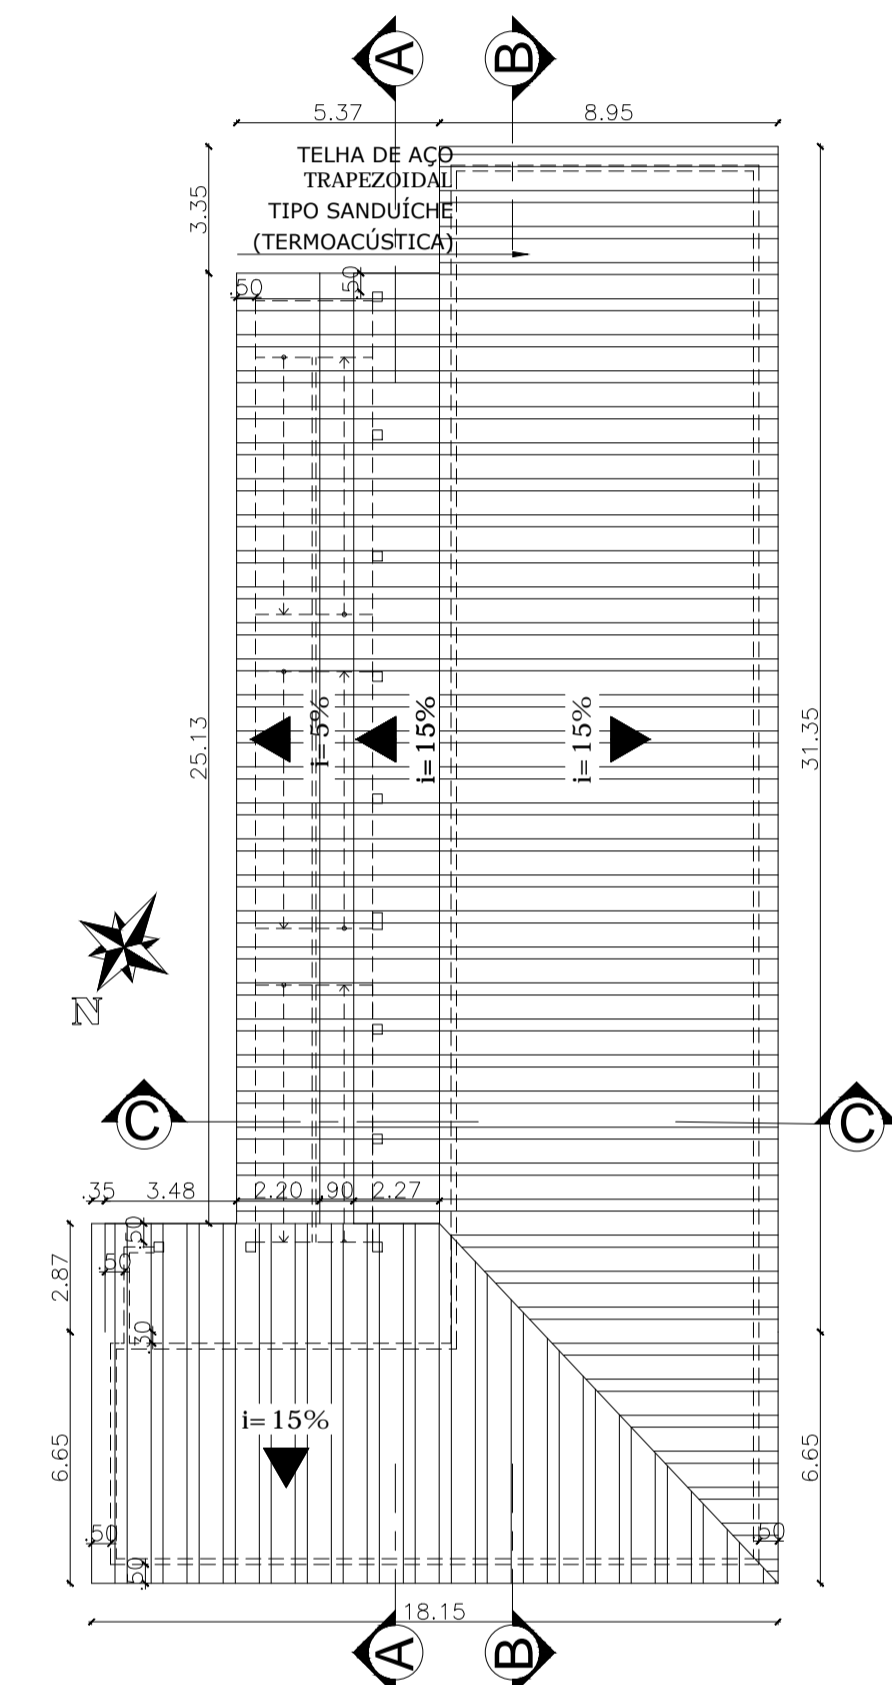 A
B
5.37
8.95
TELHA DE AÇO
TRAPEZOIDAL
TIPO SANDUÍCHE
(TERMOACÚSTICA)
3.35
.50
.50
i=5%
i=15%
i=15%
25.13
31.35
N
C
C
.35
3.48
2.20
.90
2.27
.50
.50
2.87
.30
i=15%
6.65
6.65
.50
.50
.50
18.15
A
B